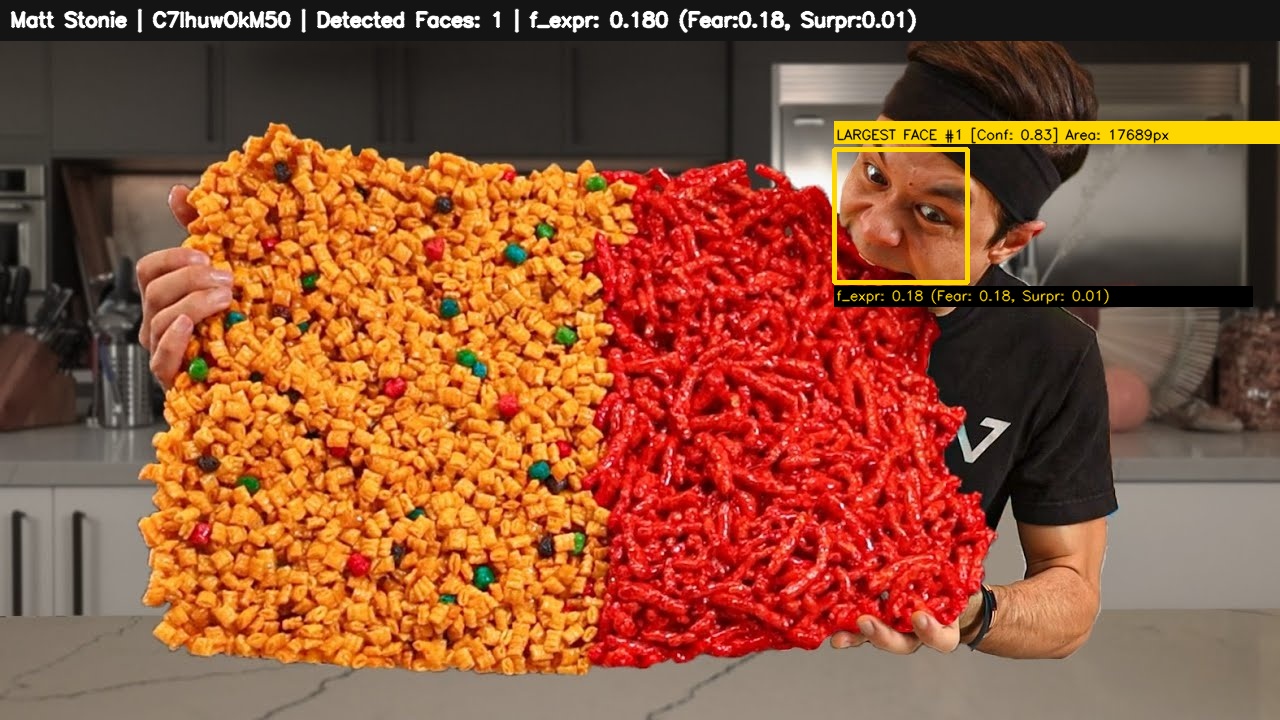 Matt Stonie | C7IhuwOkM50 | Detected Faces: 1 | f_expr: 0.180 (Fear:0.18, Surpr:0.01)
LARGEST FACE #1 [Conf: 0.83] Area: 17689px
f_expr: 0.18 (Fear: 0.18, Surpr: 0.01)